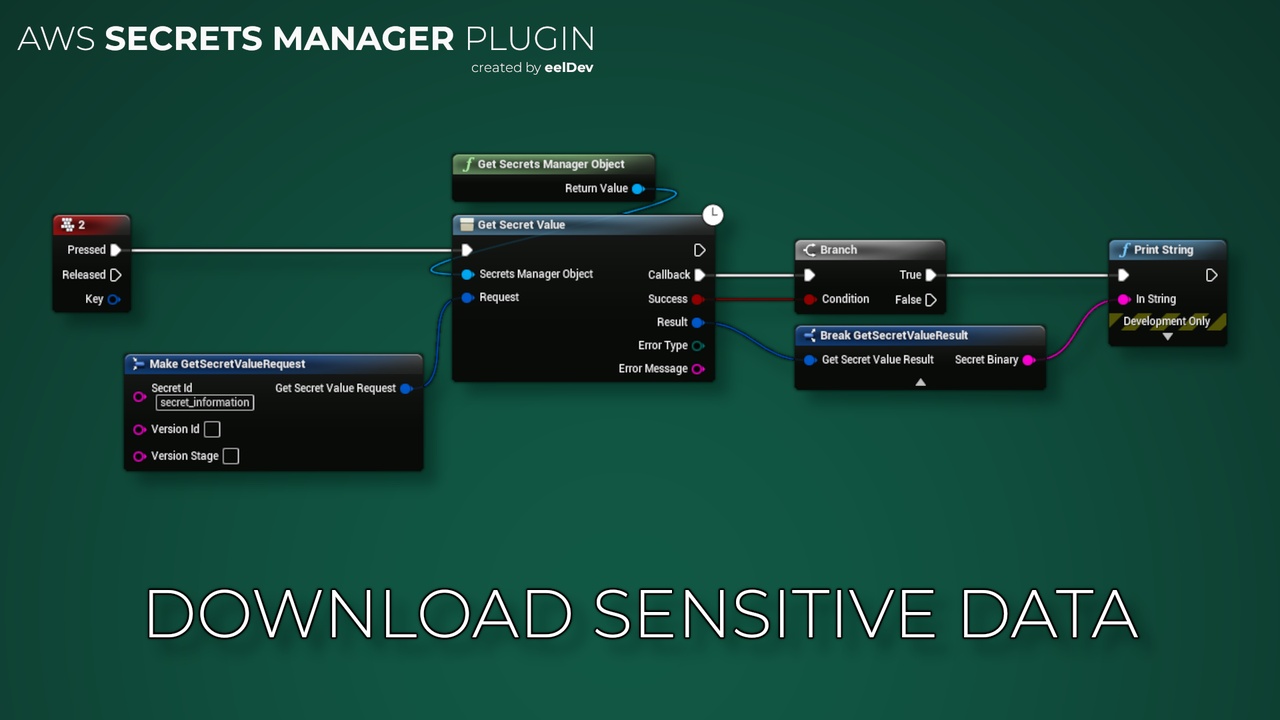 AWS SECRETS MANAGER PLUGIN
created by eelDev
Get Secrets Manager Object
Return Value
2
Pressed
Released
Key
Get Secret Value
Secrets Manager Object
Request
Callback
Success
Result
Error Type
Error Message
Branch
True
Condition
False
Print String
In String
Development Only
Break GetSecretValueResult
Get Secret Value Result
Secret Binary
Make GetSecretValueRequest
Secret Id
Get Secret Value Request
secret_information
Version Id
Version Stage
DOWNLOAD SENSITIVE DATA